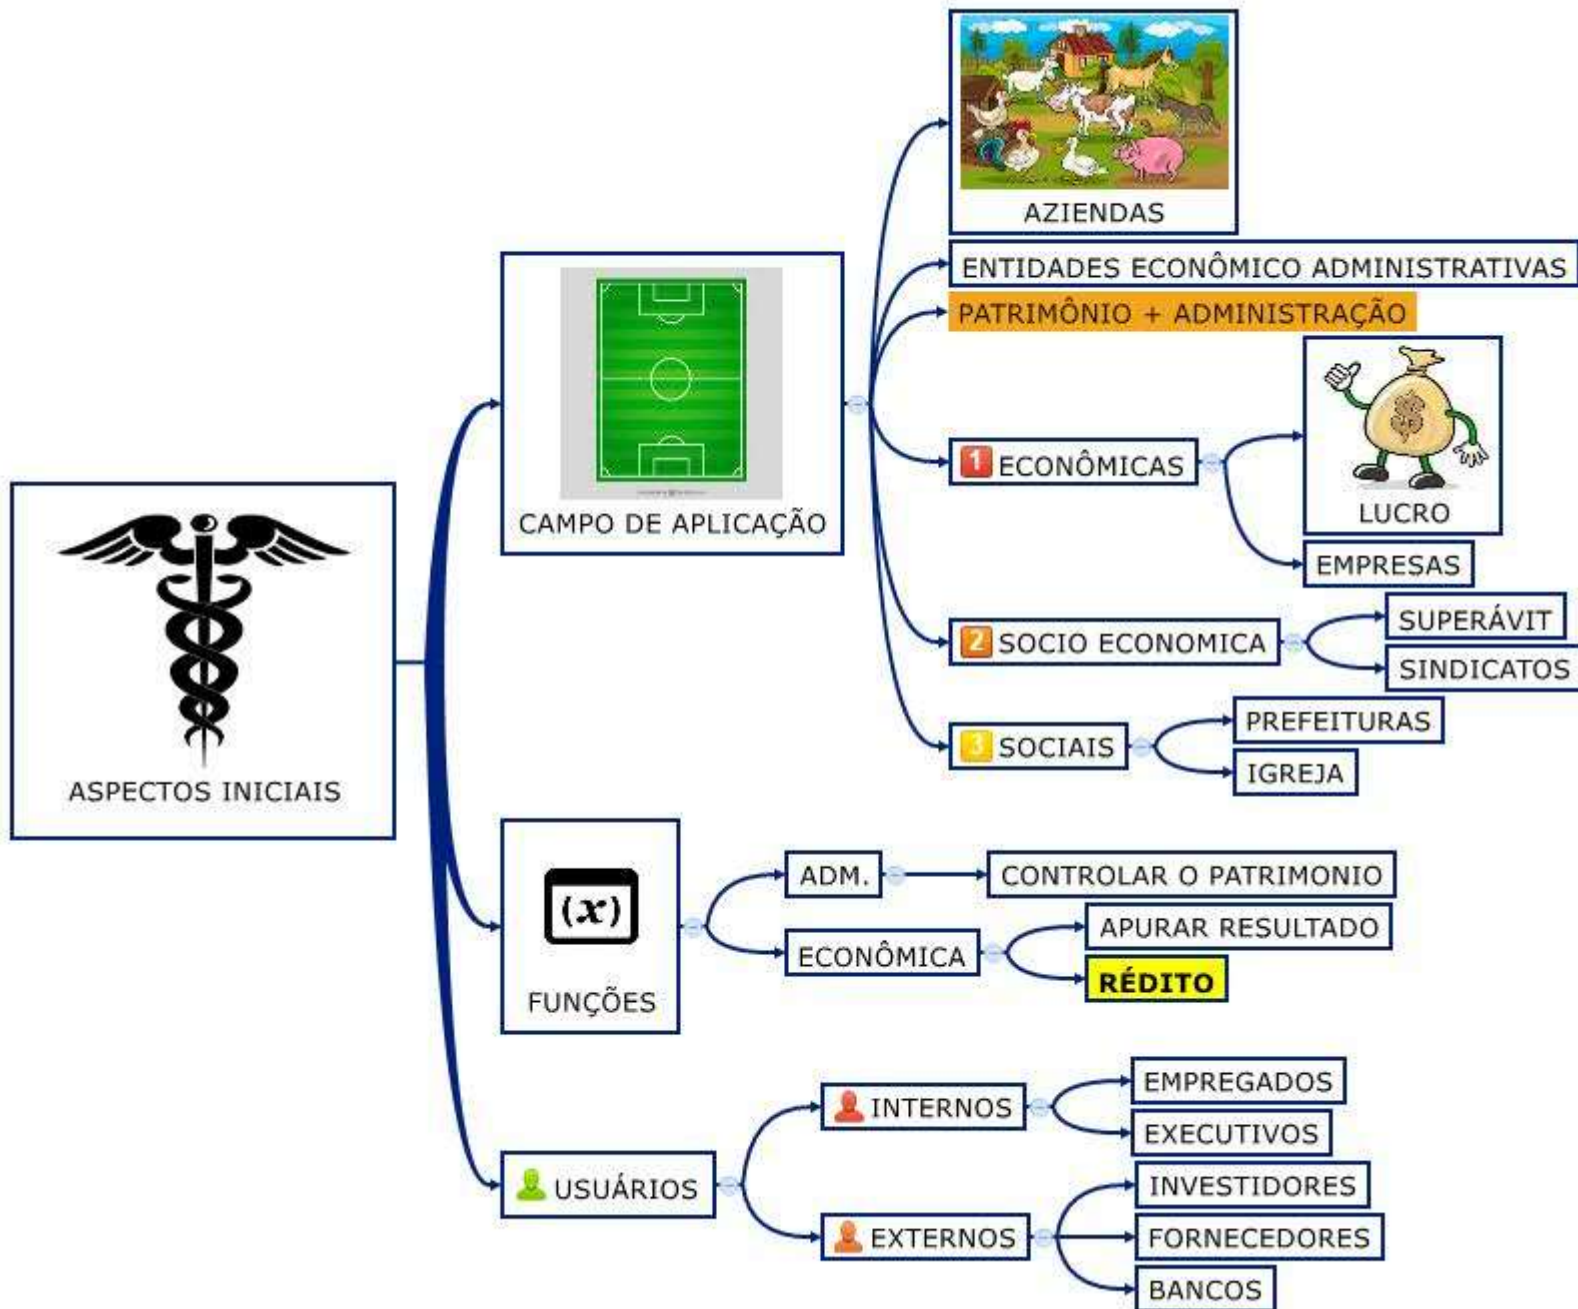 ASPECTOS INICIAIS
CAMPO DE APLICAÇÃO
AZIENDAS
ENTIDADES ECONÔMICO ADMINISTRATIVAS
PATRIMÔNIO + ADMINISTRAÇÃO
1 ECONÔMICAS
$
LUCRO
EMPRESAS
2 SOCIO ECONOMICA
SUPERÁVIT
SINDICATOS
3 SOCIAIS
PREFEITURAS
IGREJA
(x)
FUNÇÕES
ADM.
CONTROLAR O PATRIMONIO
ECONÔMICA
APURAR RESULTADO
RÉDITO
USUÁRIOS
INTERNOS
EMPREGADOS
EXECUTIVOS
EXTERNOS
INVESTIDORES
FORNECEDORES
BANCOS